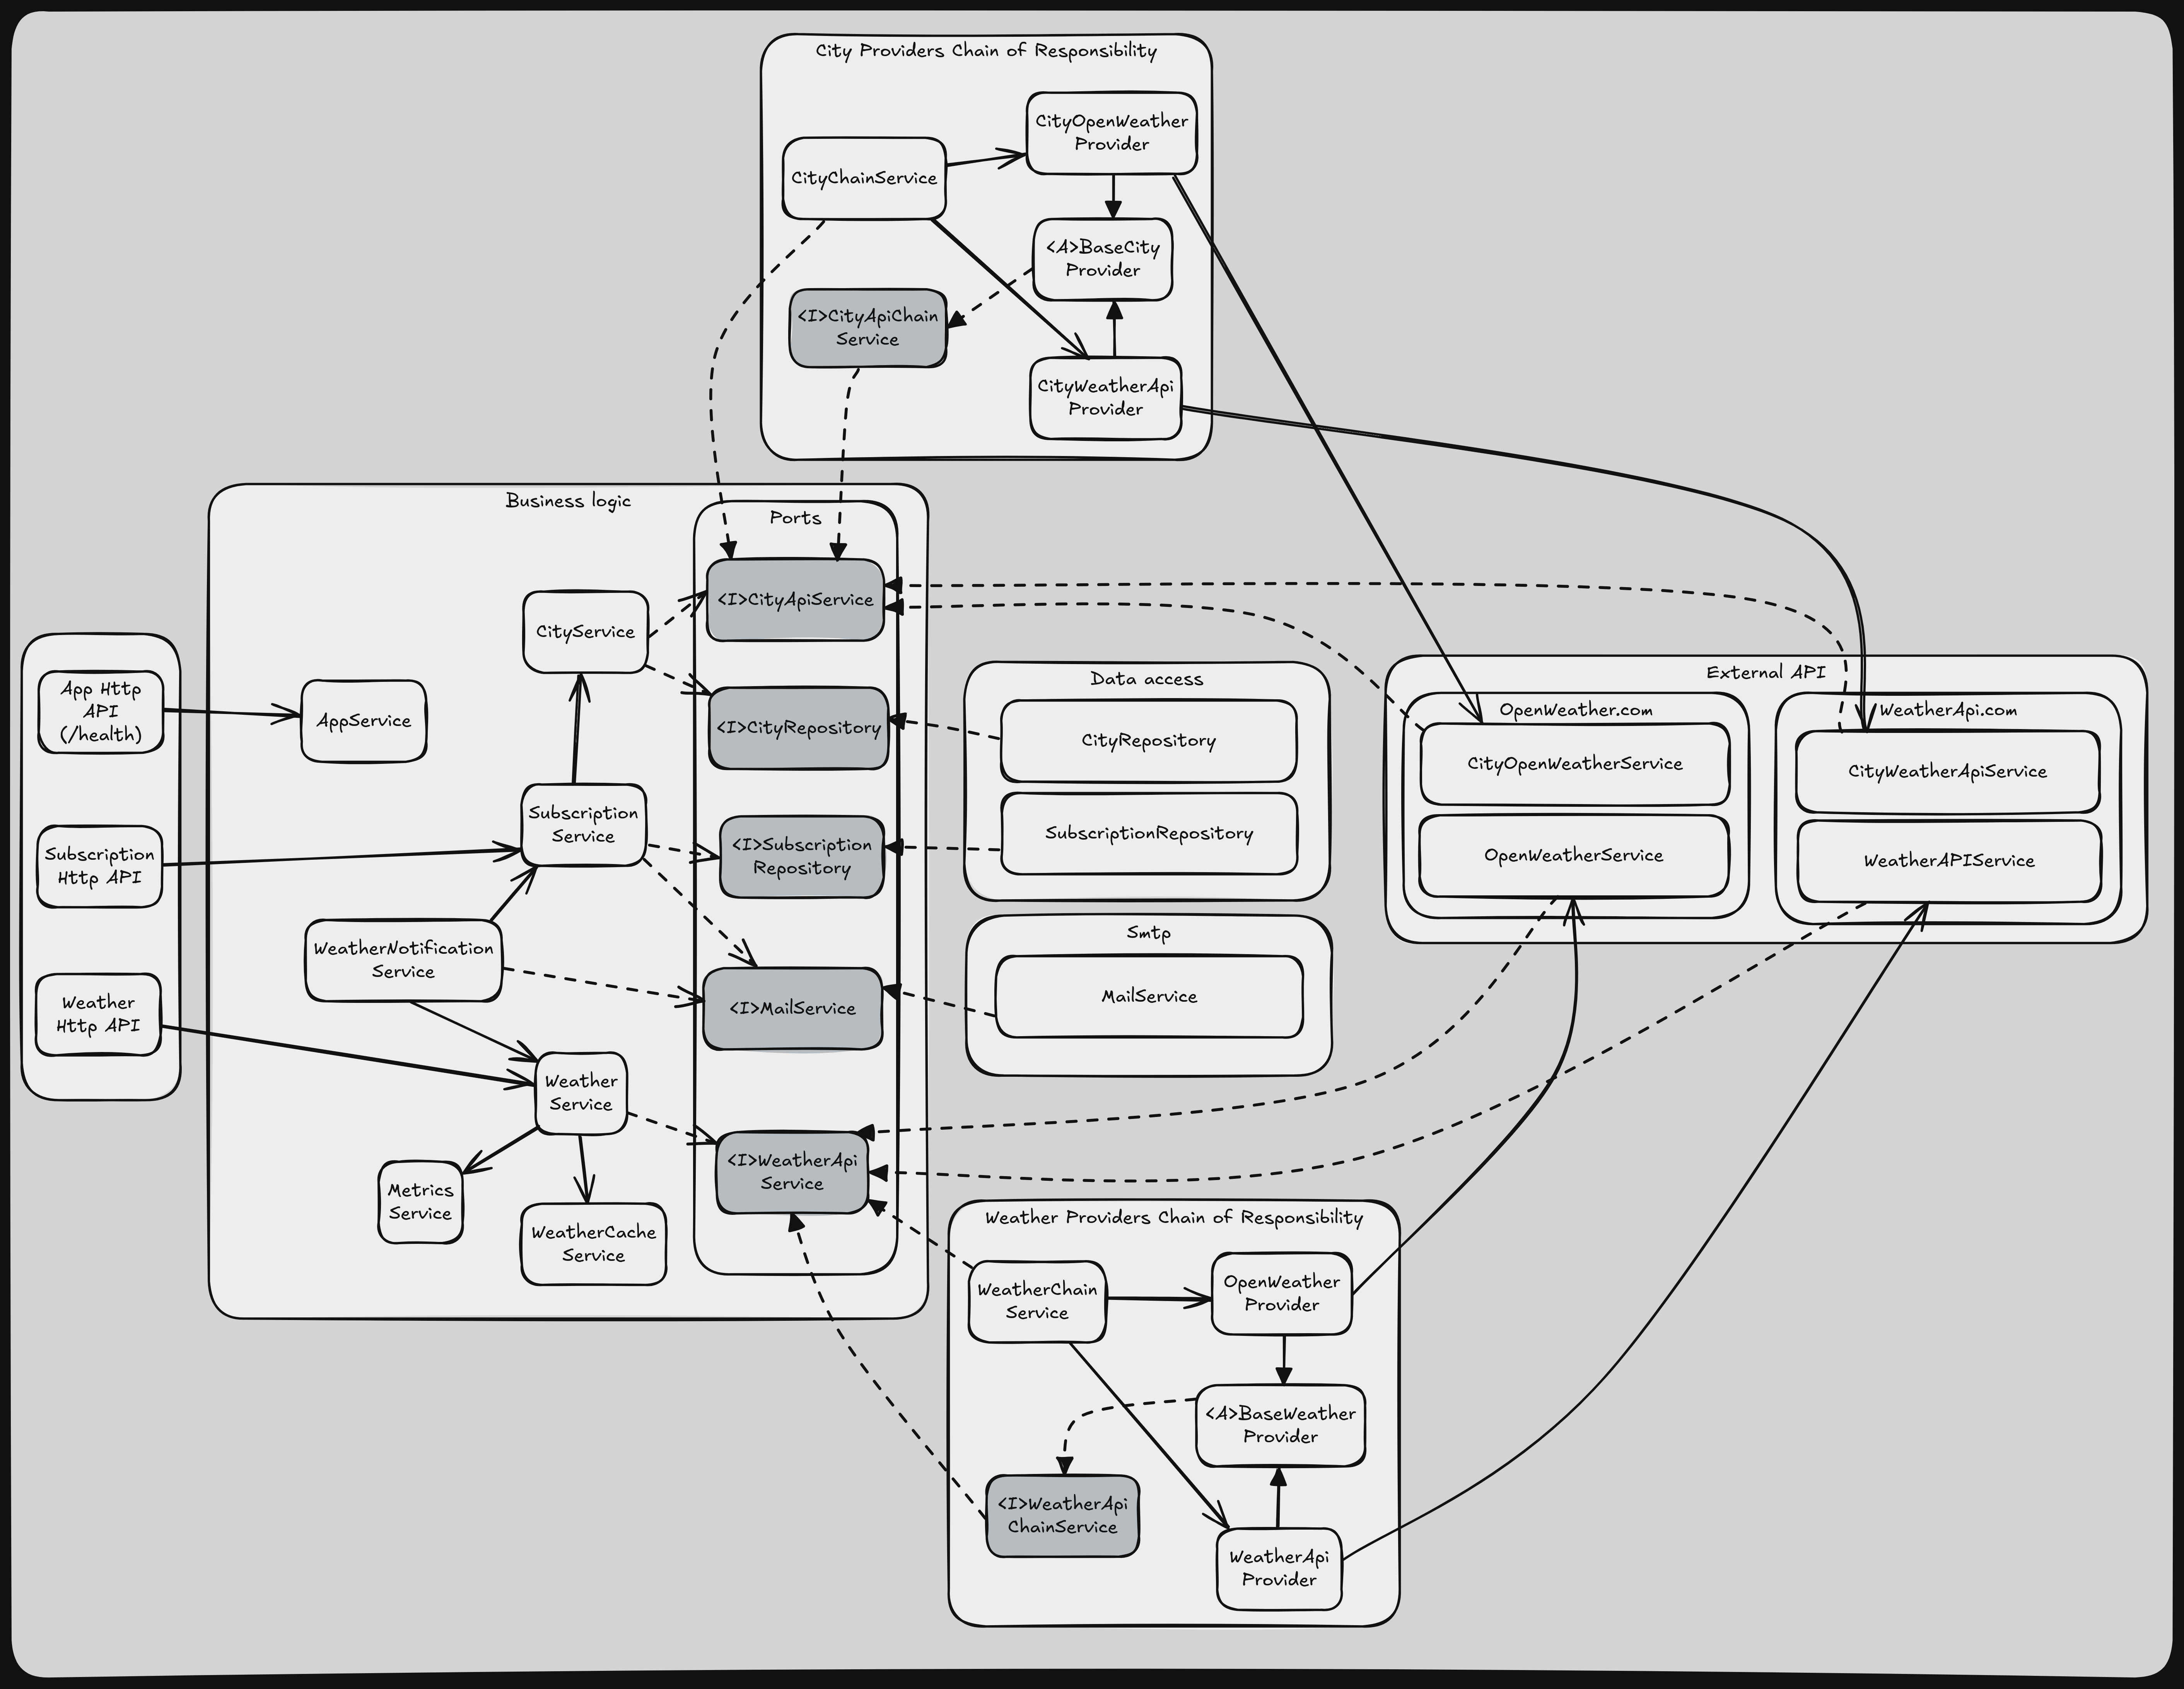 City Providers Chain of Responsibility
CityOpenWeather
Provider
CityChainService
<A>BaseCity
Provider
<I>CityApiChain
Service
CityWeatherApi
Provider
Business logic
Ports
<I>CityApiService
CityService
<I>CityRepository
App Http
API
(/health)
AppService
Subscription
Service
<I>Subscription
Repository
Subscription
Http API
WeatherNotification
Service
<I>MailService
Weather
Http API
Weather
Service
<I>WeatherApi
Service
Metrics
Service
WeatherCache
Service
Data access
CityRepository
SubscriptionRepository
Smtp
MailService
External API
OpenWeather.com
CityOpenWeatherService
OpenWeatherService
WeatherApi.com
CityWeatherApiService
WeatherAPIService
Weather Providers Chain of Responsibility
WeatherChain
Service
OpenWeather
Provider
<A>BaseWeather
Provider
<I>WeatherApi
ChainService
WeatherApi
Provider